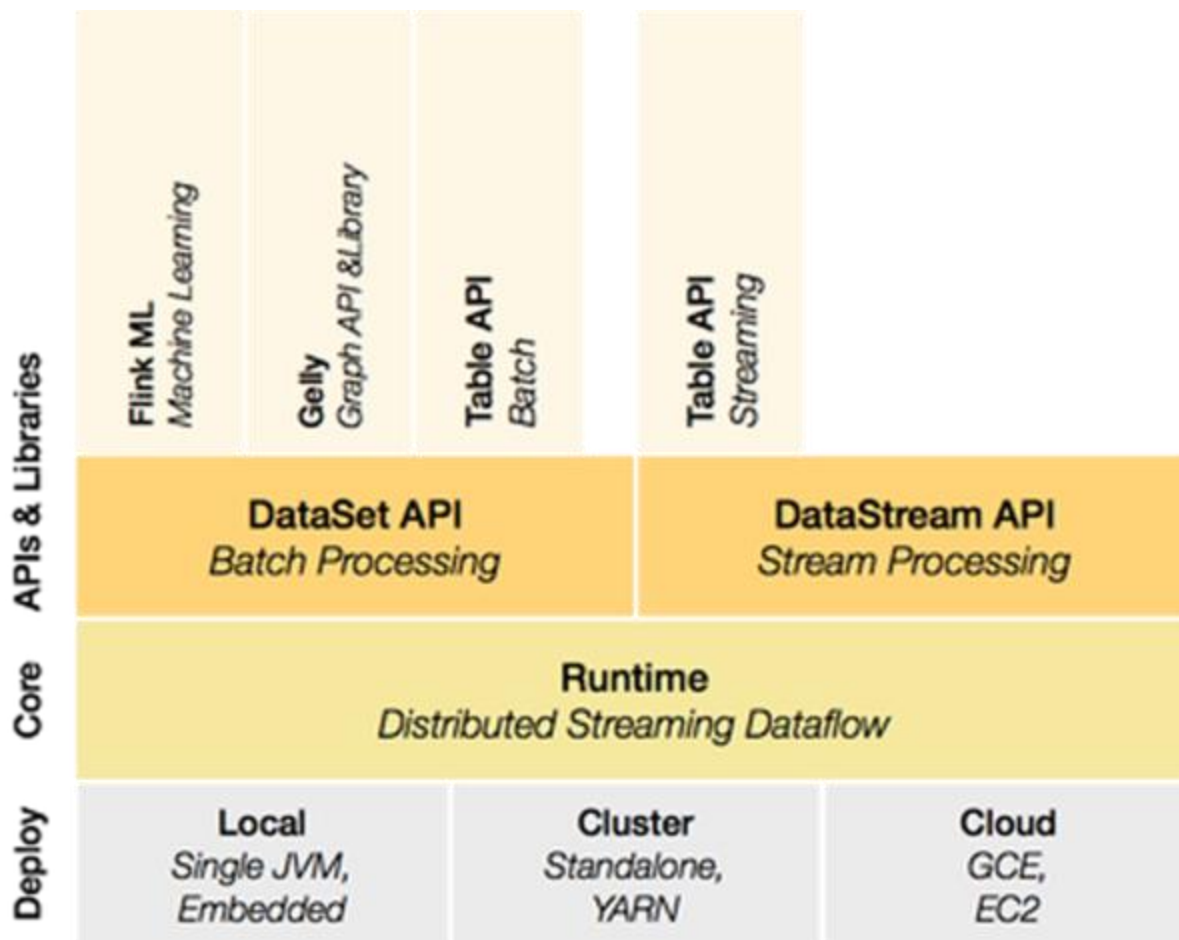 APIs & Libraries
Flink ML
Machine Learning
Gelly
Graph API &Library
Table API
Batch
Table API
Streaming
DataSet API
Batch Processing
DataStream API
Stream Processing
Core
Runtime
Distributed Streaming Dataflow
Deploy
Local
Single JVM,
Embedded
Cluster
Standalone,
YARN
Cloud
GCE,
EC2